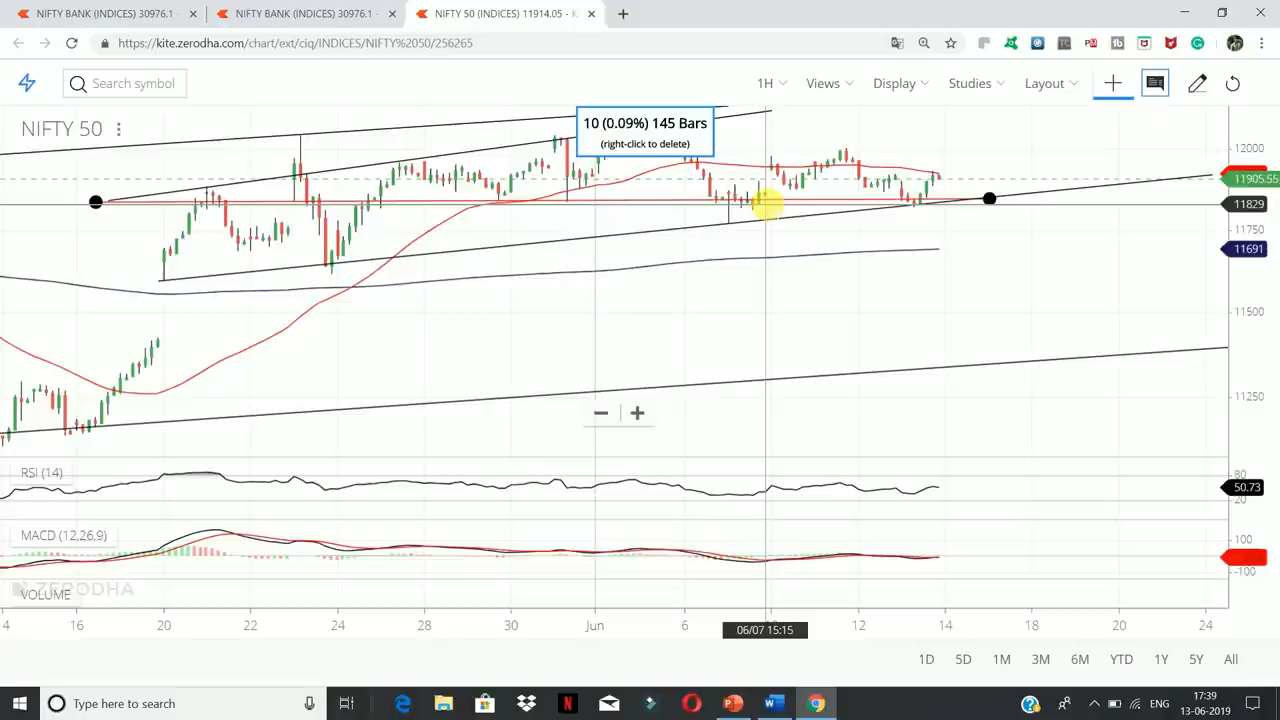 NIFTY BANK (INDICES) 30976.1 -
NIFTY BANK (INDICES) 30976.1 -
NIFTY 50 (INDICES) 11914.05 - K
https://kite.zerodha.com/chart/ext/ciq/INDICES/NIFTY%2050/256265
Search symbol
1H
Views
Display
Studies
Layout
NIFTY 50
10 (0.09%) 145 Bars
(right-click to delete)
12000
11905.55
11829
11750
11691
11500
11250
RSI (14)
80
50.73
20
MACD (12,26,9)
100
-100
ZERODHA
VOLUME
4
16
20
22
24
28
30
Jun
6
06/07 15:15
12
14
18
20
24
1D
5D
1M
3M
6M
YTD
1Y
5Y
All
Type here to search
ENG
17:39
13-06-2019